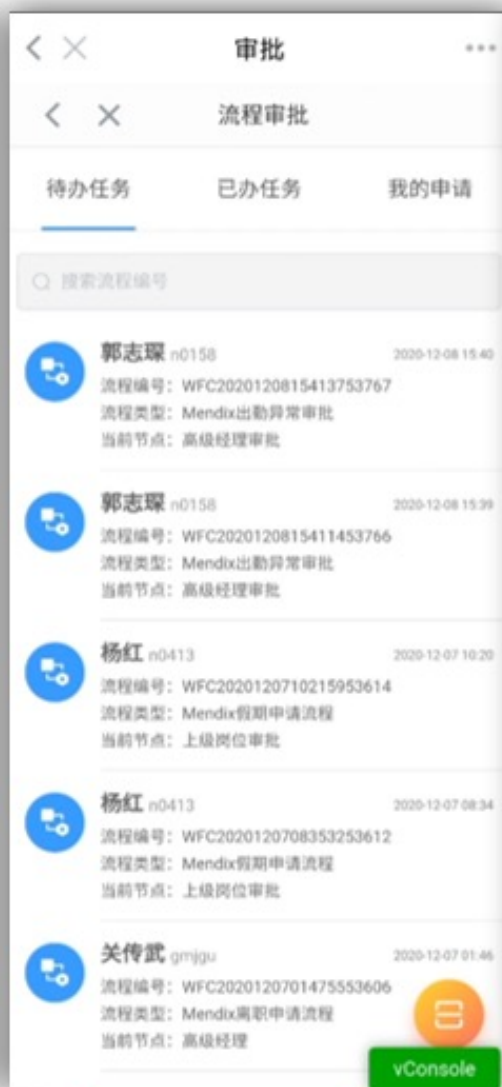 审批
流程审批
待办任务 已办任务 我的申请
搜索流程编号
郭志琛 n0158 2020-12-08 15:40
流程编号：WFC2020120815413753767
流程类型：Mendix出勤异常审批
当前节点：高级经理审批
郭志琛 n0158 2020-12-08 15:39
流程编号：WFC2020120815411453766
流程类型：Mendix出勤异常审批
当前节点：高级经理审批
杨红 n0413 2020-12-07 10:20
流程编号：WFC2020120710215953614
流程类型：Mendix假期申请流程
当前节点：上级岗位审批
杨红 n0413 2020-12-07 08:34
流程编号：WFC2020120708353253612
流程类型：Mendix假期申请流程
当前节点：上级岗位审批
关传武 gmjgu 2020-12-07 01:46
流程编号：WFC2020120701475553606
流程类型：Mendix离职申请流程
当前节点：高级经理
vConsole